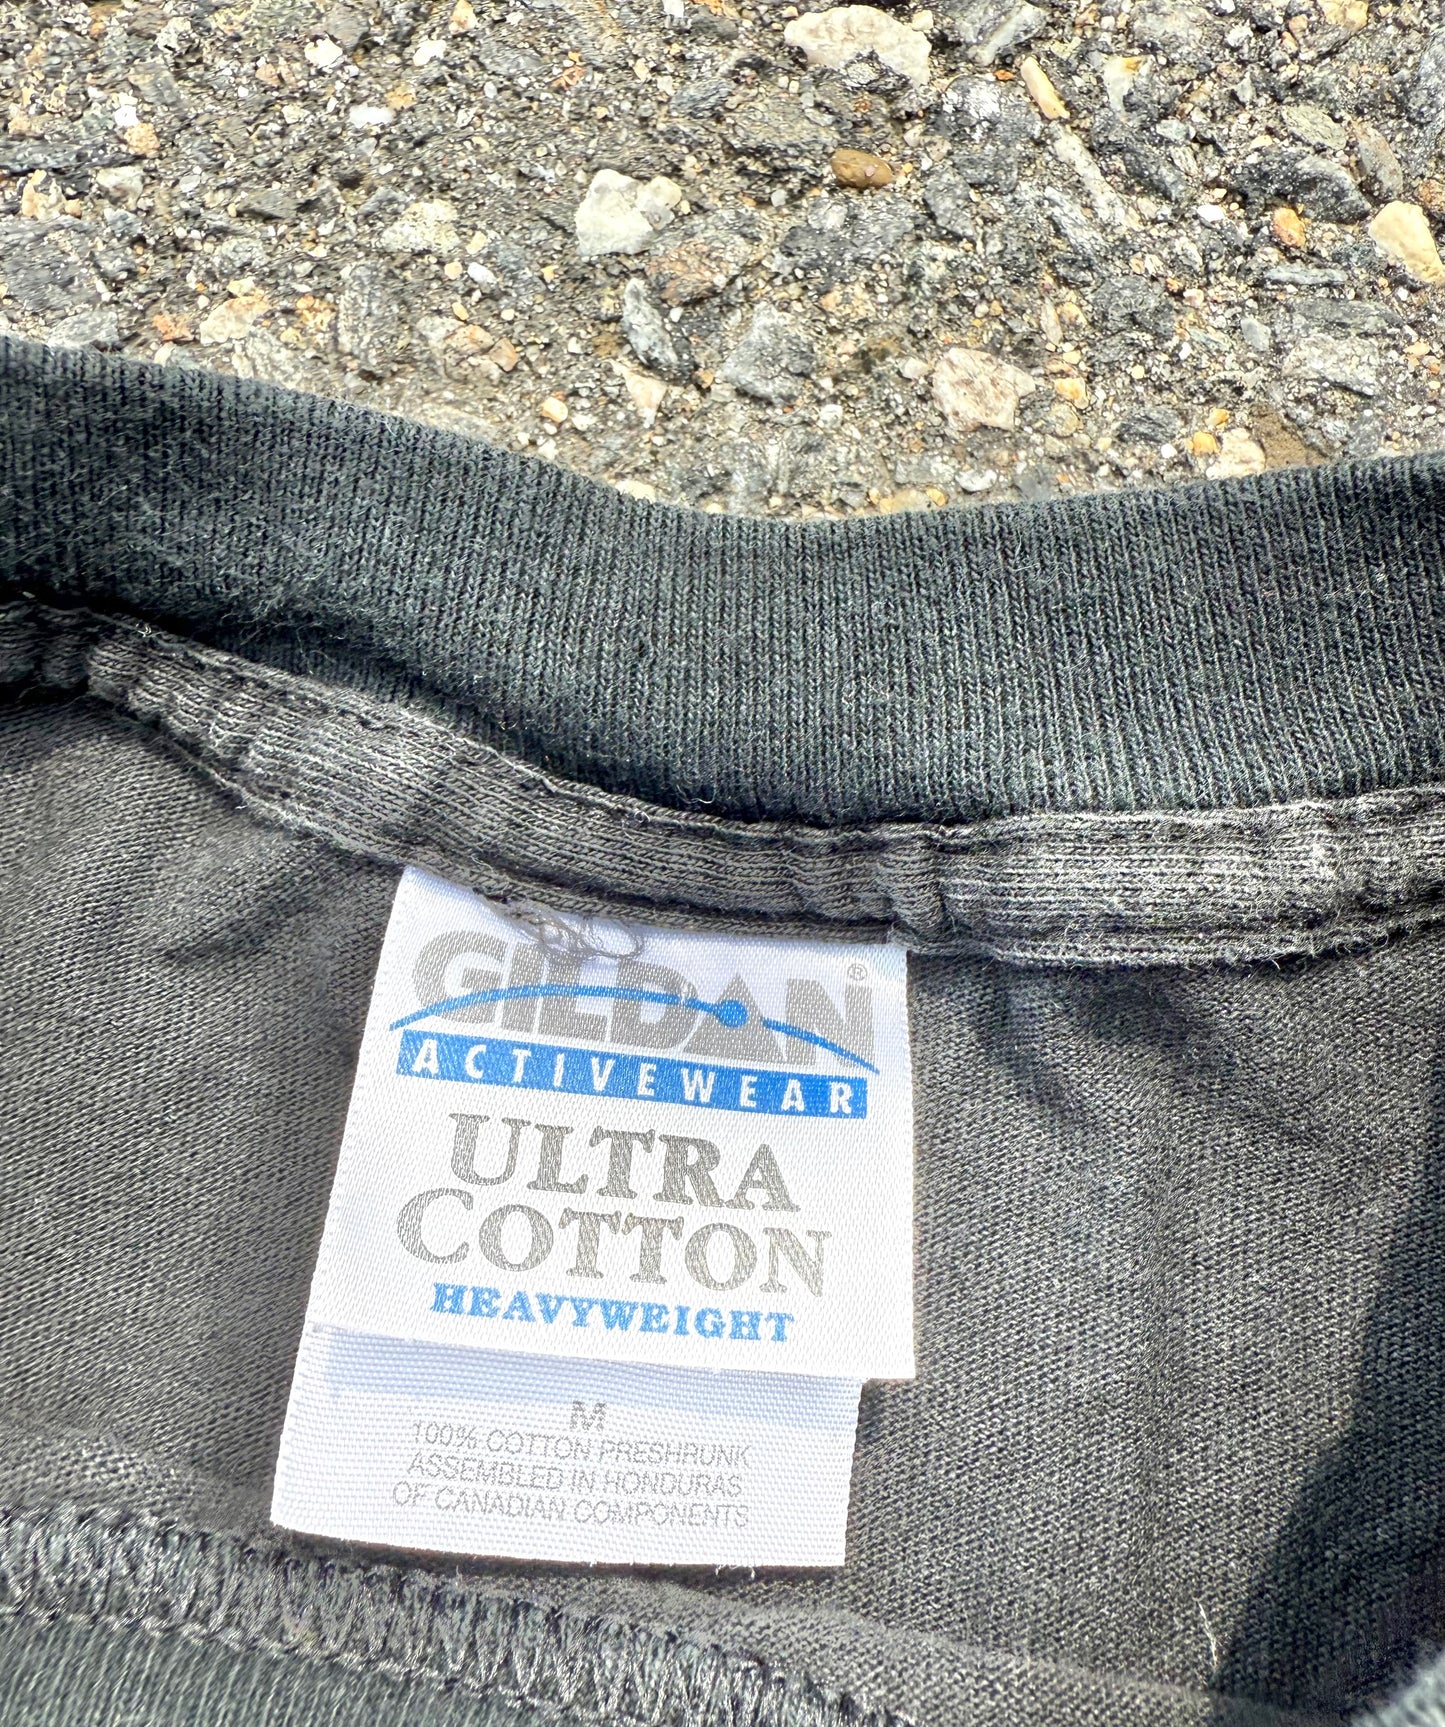 GILDAN®
ACTIVEWEAR
ULTRA
COTTON
HEAVYWEIGHT
M
100% COTTON PRESHRUNK
ASSEMBLED IN HONDURAS
OF CANADIAN COMPONENTS